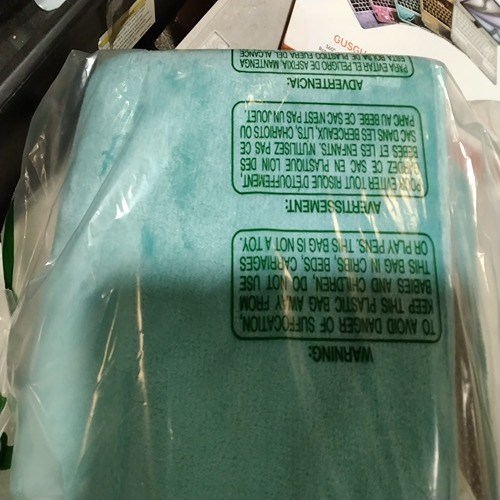 WARNING:
TO AVOID DANGER OF SUFFOCATION,
KEEP THIS PLASTIC BAG AWAY FROM
BABIES AND CHILDREN, DO NOT USE
THIS BAG IN CRIBS, BEDS, CARRIAGES
OR PLAY PENS. THIS BAG IS NOT A TOY.
AVERTISSEMENT:
POUR EVITER TOUT RISQUE D'ETOUFFEMENT,
GARDEZ CE SAC EN PLASTIQUE LOIN DES
BEBES ET LES ENFANTS. N'UTILISEZ PAS CE
SAC DANS LES BERCEAUX, LITS, CHARIOTS OU
PARC AU BEBE CE SAC N'EST PAS UN JOUET.
ADVERTENCIA:
PARA EVITAR EL PELIGRO DE ASFIXIA MANTENGA
ESTA BOLSA DE PLASTICO FUERA DEL ALCANCE